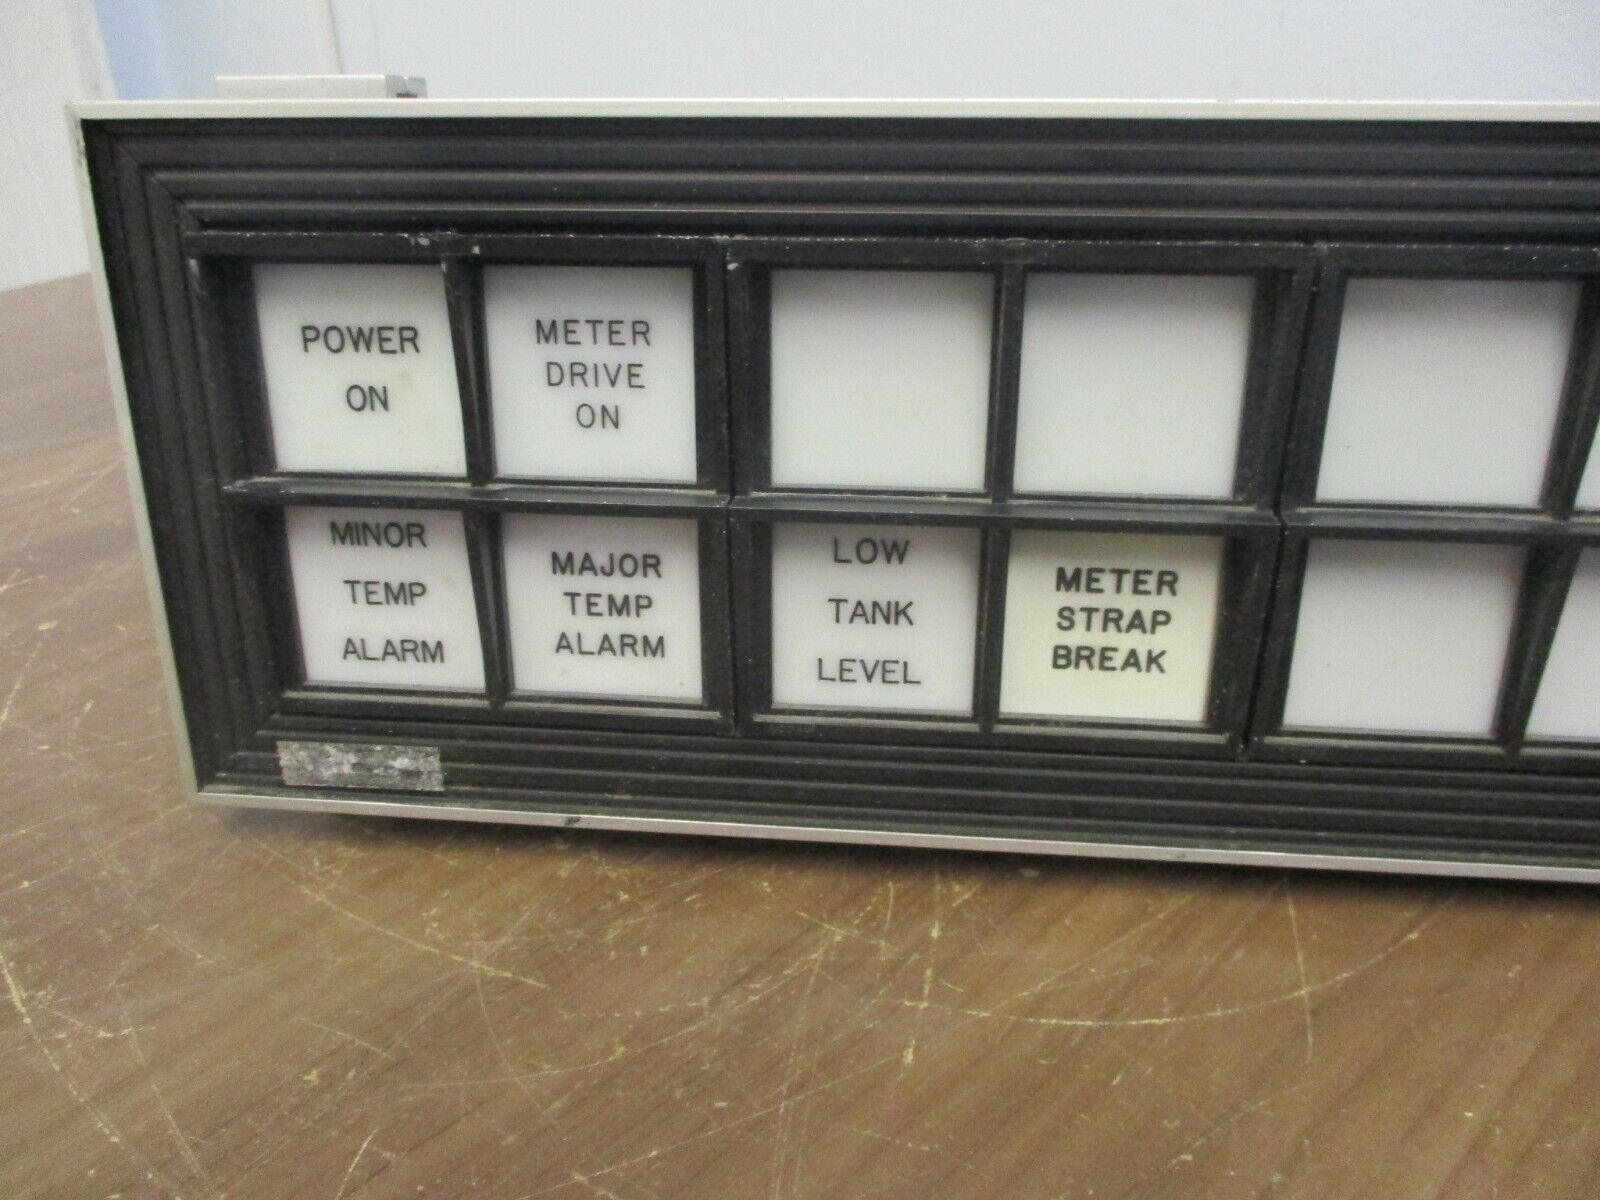 POWER
ON
METER
DRIVE
ON
MINOR
TEMP
ALARM
MAJOR
TEMP
ALARM
LOW
TANK
LEVEL
METER
STRAP
BREAK